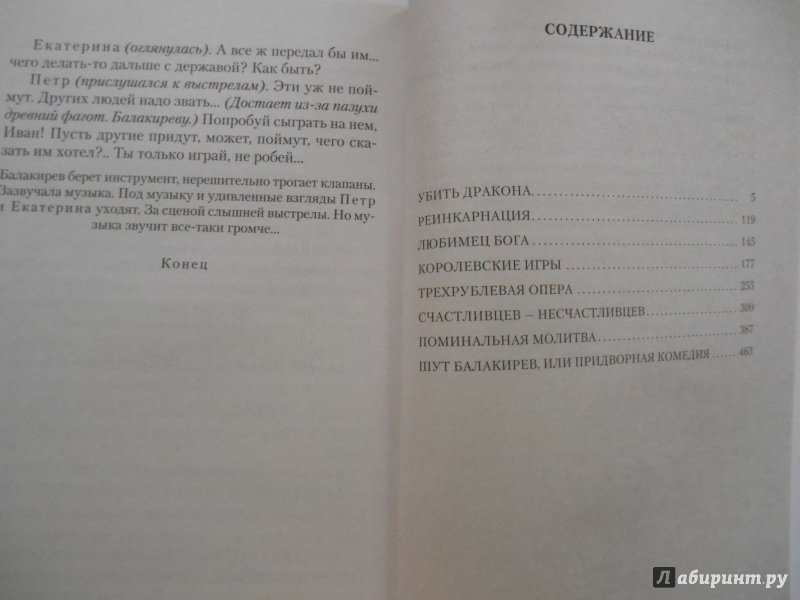 Екатерина (оглянулась). А все ж передал бы им...
чего делать-то дальше с державой? Как быть?
Петр (прислушался к выстрелам). Эти уж не пой-
мут. Других людей надо звать... (Достает из-за пазухи
древний фагот. Балакиреву.) Попробуй сыграть на нем,
Иван! Пусть другие придут, может, поймут, чего ска-
зать им хотел?.. Ты только играй, не робей...
Балакирев берет инструмент, нерешительно трогает клапаны.
Зазвучала музыка. Под музыку и удивленные взгляды Петр
и Екатерина уходят. За сценой слышней выстрелы. Но му-
зыка звучит все-таки громче...
Конец
СОДЕРЖАНИЕ
УБИТЬ ДРАКОНА 5
РЕИНКАРНАЦИЯ 119
ЛЮБИМЕЦ БОГА 145
КОРОЛЕВСКИЕ ИГРЫ 177
ТРЕХРУБЛЕВАЯ ОПЕРА 255
СЧАСТЛИВЦЕВ — НЕСЧАСТЛИВЦЕВ 309
ПОМИНАЛЬНАЯ МОЛИТВА 387
ШУТ БАЛАКИРЕВ, ИЛИ ПРИДВОРНАЯ КОМЕДИЯ 463
Лабиринт.ру